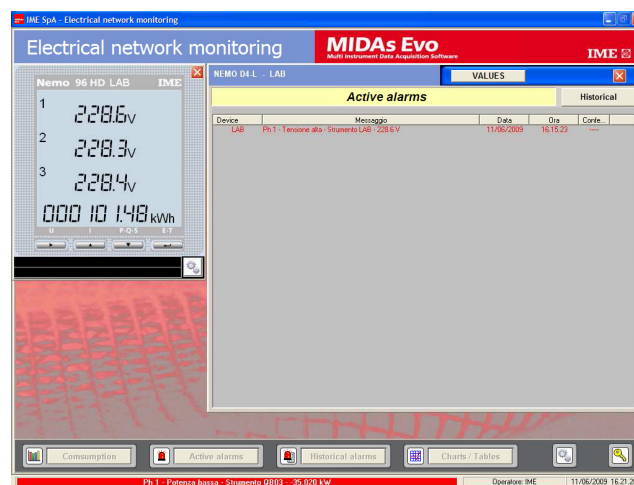 IME SpA - Electrical network monitoring
Electrical network monitoring
MIDAs Evo
Multi Instrument Data Acquisition Software
IME
Nemo 96 HD LAB IME
1 228.6V
2 228.3V
3 228.4V
000 10 1.48 kWh
U I P-Q-S E-T
NEMO D4-L - LAB
VALUES
Active alarms
Historical
Device Messaggio Data Ora Confe...
LAB Ph 1 - Tensione alta - Strumento LAB - 228.6 V 11/06/2009 16.15.23 ----
Consumption
Active alarms
Historical alarms
Charts / Tables
Ph 1 - Potenza bassa - Strumento QB03 - -35.020 kW
Operatore: IME
11/06/2009 16.21.2